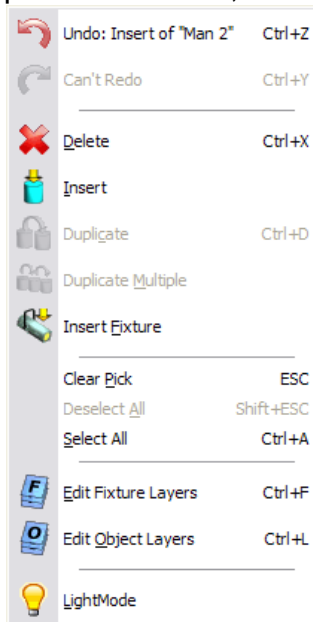 Undo: Insert of "Man 2" Ctrl+Z
Can't Redo Ctrl+Y
Delete Ctrl+X
Insert
Duplicate Ctrl+D
Duplicate Multiple
Insert Fixture
Clear Pick ESC
Deselect All Shift+ESC
Select All Ctrl+A
F
Edit Fixture Layers Ctrl+F
O
Edit Object Layers Ctrl+L
LightMode